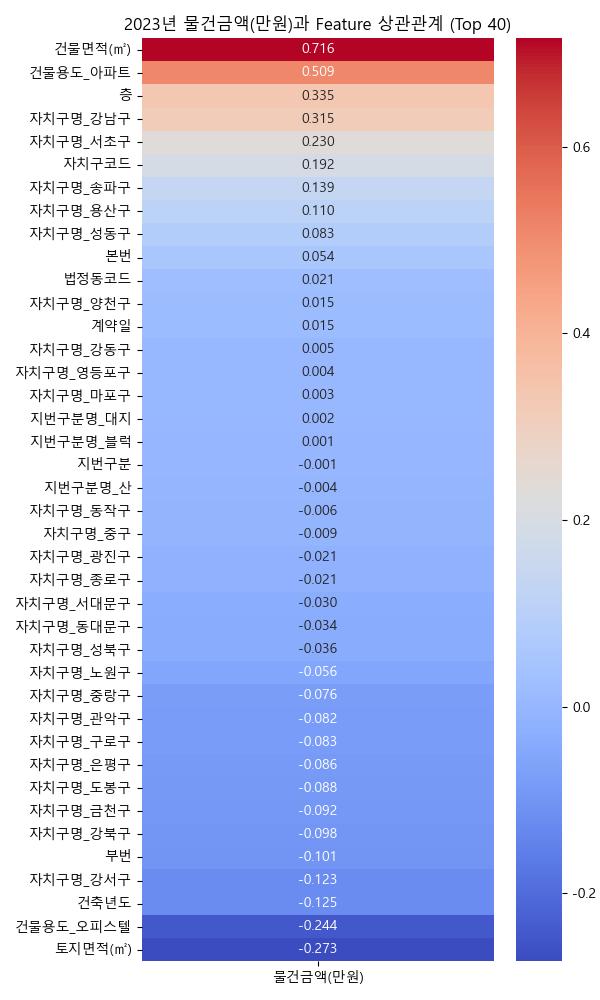 2023년 물건금액(만원)과 Feature 상관관계 (Top 40)
건물면적(㎡) 0.716
건물용도_아파트 0.509
층 0.335
자치구명_강남구 0.315
자치구명_서초구 0.230
자치구코드 0.192
자치구명_송파구 0.139
자치구명_용산구 0.110
자치구명_성동구 0.083
본번 0.054
법정동코드 0.021
자치구명_양천구 0.015
계약일 0.015
자치구명_강동구 0.005
자치구명_영등포구 0.004
자치구명_마포구 0.003
지번구분명_대지 0.002
지번구분명_블럭 0.001
지번구분 -0.001
지번구분명_산 -0.004
자치구명_동작구 -0.006
자치구명_중구 -0.009
자치구명_광진구 -0.021
자치구명_종로구 -0.021
자치구명_서대문구 -0.030
자치구명_동대문구 -0.034
자치구명_성북구 -0.036
자치구명_노원구 -0.056
자치구명_중랑구 -0.076
자치구명_관악구 -0.082
자치구명_구로구 -0.083
자치구명_은평구 -0.086
자치구명_도봉구 -0.088
자치구명_금천구 -0.092
자치구명_강북구 -0.098
부번 -0.101
자치구명_강서구 -0.123
건축년도 -0.125
건물용도_오피스텔 -0.244
토지면적(㎡) -0.273
물건금액(만원)
0.6
0.4
0.2
0.0
-0.2